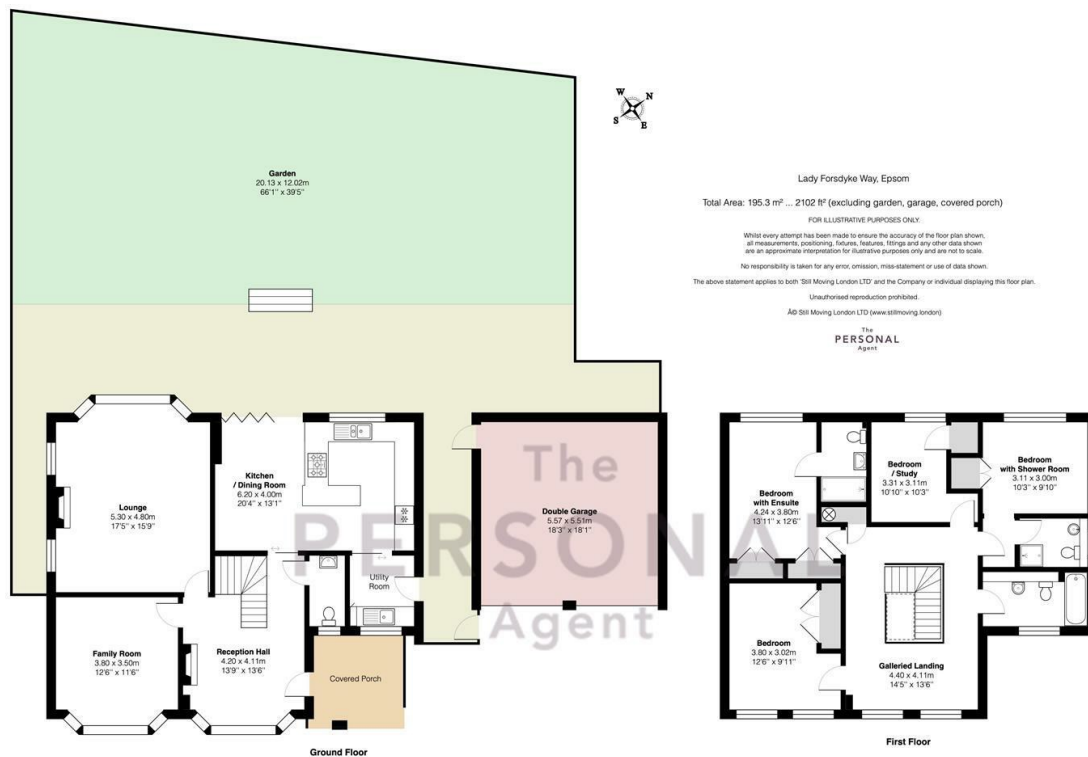 Garden
20.13 x 12.02m
66'1" x 39'5"
W
N
S
E
Lady Forsdyke Way, Epsom
Total Area: 195.3 m² ... 2102 ft² (excluding garden, garage, covered porch)
FOR ILLUSTRATIVE PURPOSES ONLY.
Whilst every attempt has been made to ensure the accuracy of the floor plan shown,
all measurements, positioning, fixtures, features, fittings and any other data shown
are an approximate interpretation for illustrative purposes only and are not to scale.
No responsibility is taken for any error, omission, miss-statement or use of data shown.
The above statement applies to both 'Still Moving London LTD' and the Company or individual displaying this floor plan.
Unauthorised reproduction prohibited.
Â© Still Moving London LTD (www.stillmoving.london)
The
PERSONAL
Agent
Lounge
5.30 x 4.80m
17'5" x 15'9"
Kitchen
/ Dining Room
6.20 x 4.00m
20'4" x 13'1"
Double Garage
5.57 x 5.51m
18'3" x 18'1"
Utility
Room
Family Room
3.80 x 3.50m
12'6" x 11'6"
Reception Hall
4.20 x 4.11m
13'9" x 13'6"
Covered Porch
Ground Floor
Bedroom
with Ensuite
4.24 x 3.80m
13'11" x 12'6"
Bedroom
/ Study
3.31 x 3.11m
10'10" x 10'3"
Bedroom
with Shower Room
3.11 x 3.00m
10'3" x 9'10"
Bedroom
3.80 x 3.02m
12'6" x 9'11"
Galleried Landing
4.40 x 4.11m
14'5" x 13'6"
First Floor
The
PERSONAL
Agent